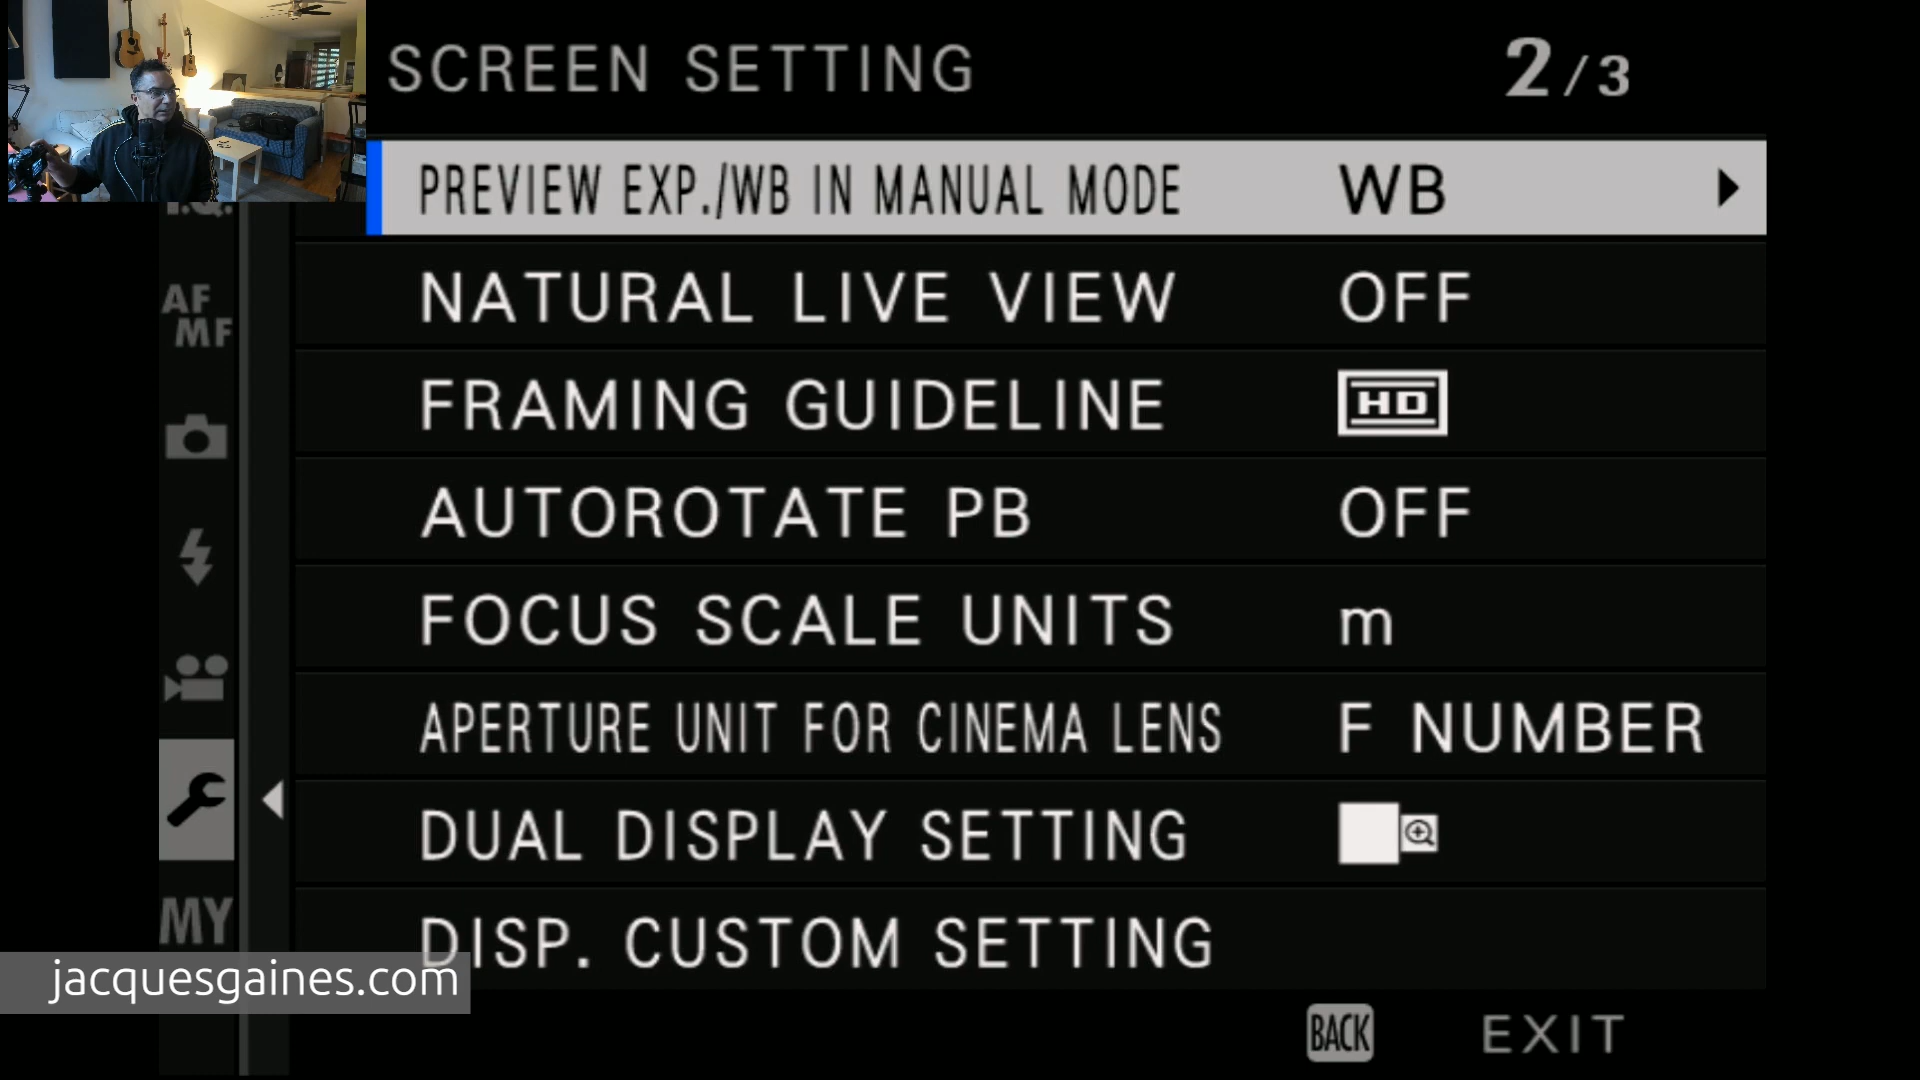 SCREEN SETTING 2/3
PREVIEW EXP./WB IN MANUAL MODE WB
NATURAL LIVE VIEW OFF
FRAMING GUIDELINE HD
AUTOROTATE PB OFF
FOCUS SCALE UNITS m
APERTURE UNIT FOR CINEMA LENS F NUMBER
DUAL DISPLAY SETTING
DISP. CUSTOM SETTING
I.Q.
AF
MF
MY
jacquesgaines.com
BACK EXIT